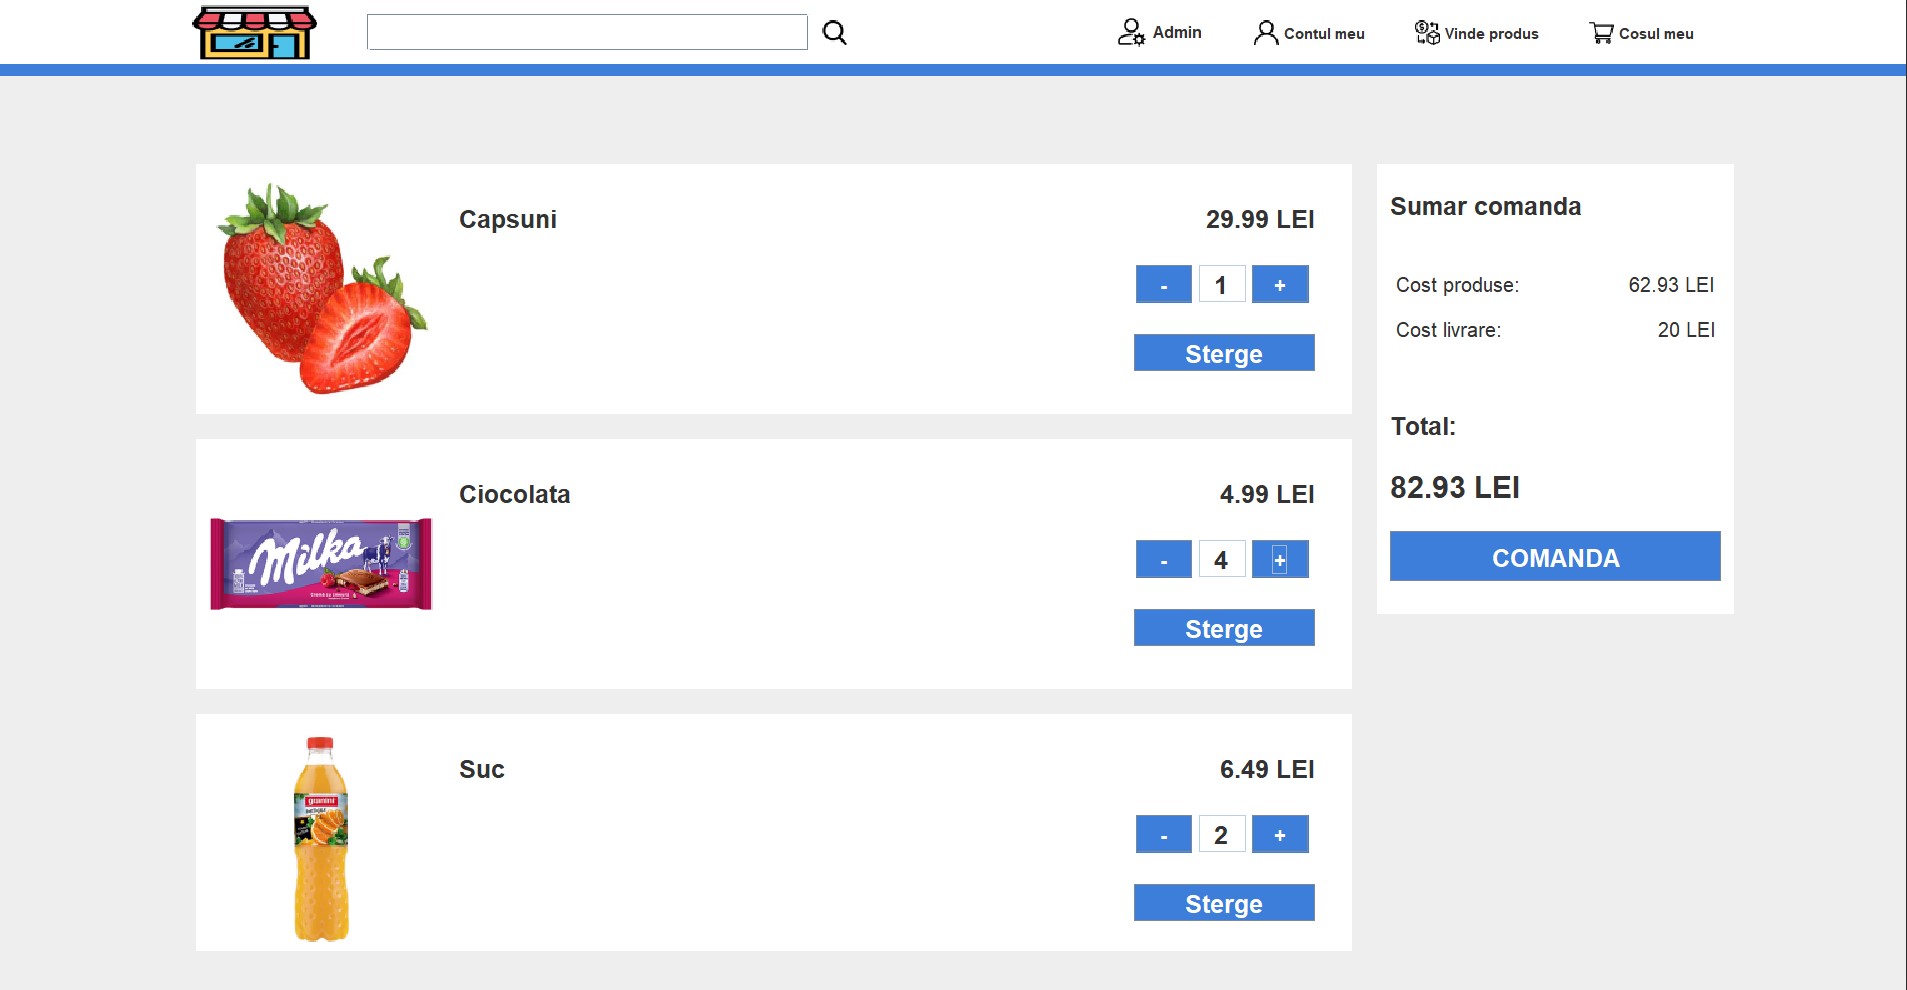 Admin
Contul meu
Vinde produs
Cosul meu
Capsuni
29.99 LEI
- 1 +
Sterge
Ciocolata
4.99 LEI
Milka
- 4 +
Sterge
Suc
6.49 LEI
- 2 +
Sterge
Sumar comanda
Cost produse: 62.93 LEI
Cost livrare: 20 LEI
Total:
82.93 LEI
COMANDA